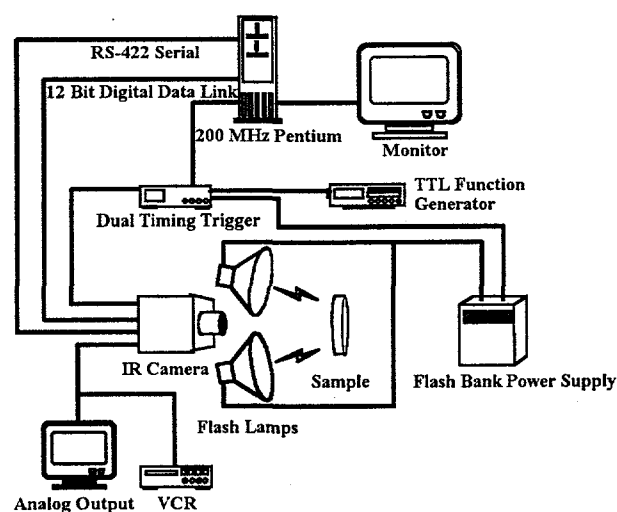 RS-422 Serial
12 Bit Digital Data Link
200 MHz Pentium
Monitor
Dual Timing Trigger
TTL Function
Generator
IR Camera
Sample
Flash Bank Power Supply
Flash Lamps
Analog Output
VCR